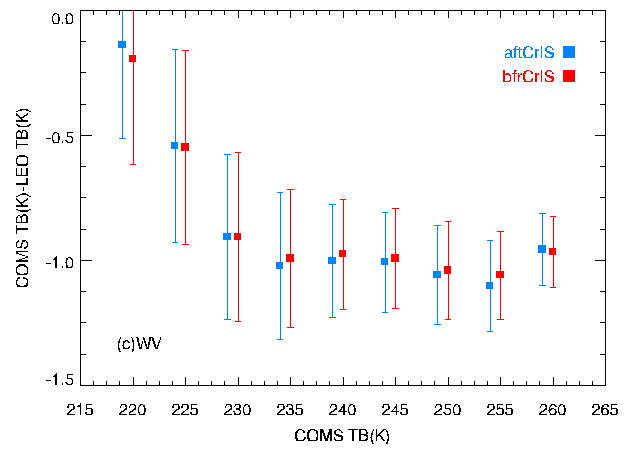 0.0
-0.5
-1.0
-1.5
COMS TB(K)-LEO TB(K)
aftCrIS
bfrCrIS
(c)WV
215 220 225 230 235 240 245 250 255 260 265
COMS TB(K)